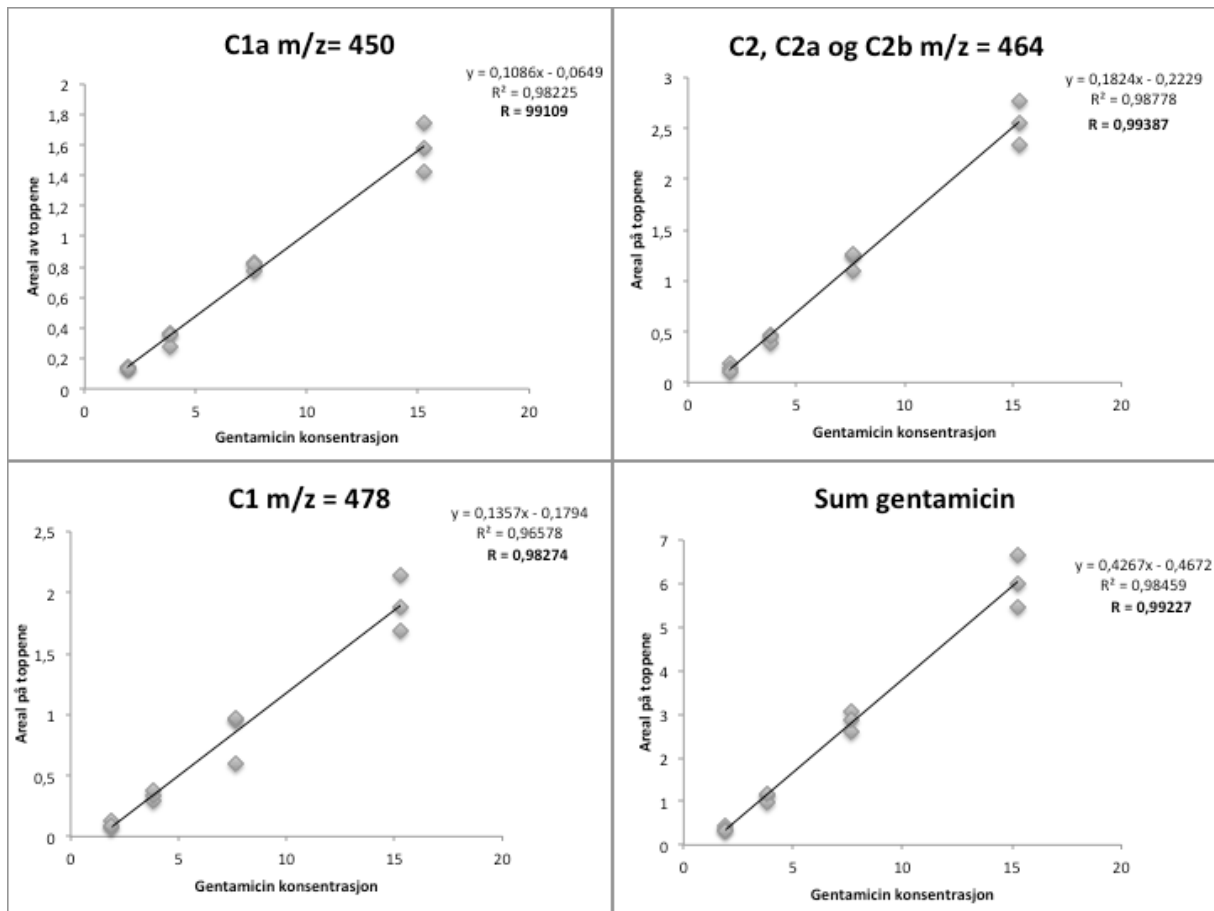 C1a m/z= 450
y = 0,1086x - 0,0649
R² = 0,98225
R = 99109
2
1,8
1,6
1,4
1,2
1
0,8
0,6
0,4
0,2
0
Areal av toppene
0 5 10 15 20
Gentamicin konsentrasjon
C2, C2a og C2b m/z = 464
y = 0,1824x - 0,2229
R² = 0,98778
R = 0,99387
3
2,5
2
1,5
1
0,5
0
Areal på toppene
0 5 10 15 20
Gentamicin konsentrasjon
C1 m/z = 478
y = 0,1357x - 0,1794
R² = 0,96578
R = 0,98274
2,5
2
1,5
1
0,5
0
Areal på toppene
0 5 10 15 20
Gentamicin konsentrasjon
Sum gentamicin
y = 0,4267x - 0,4672
R² = 0,98459
R = 0,99227
7
6
5
4
3
2
1
0
Areal på toppene
0 5 10 15 20
Gentamicin konsentrasjon